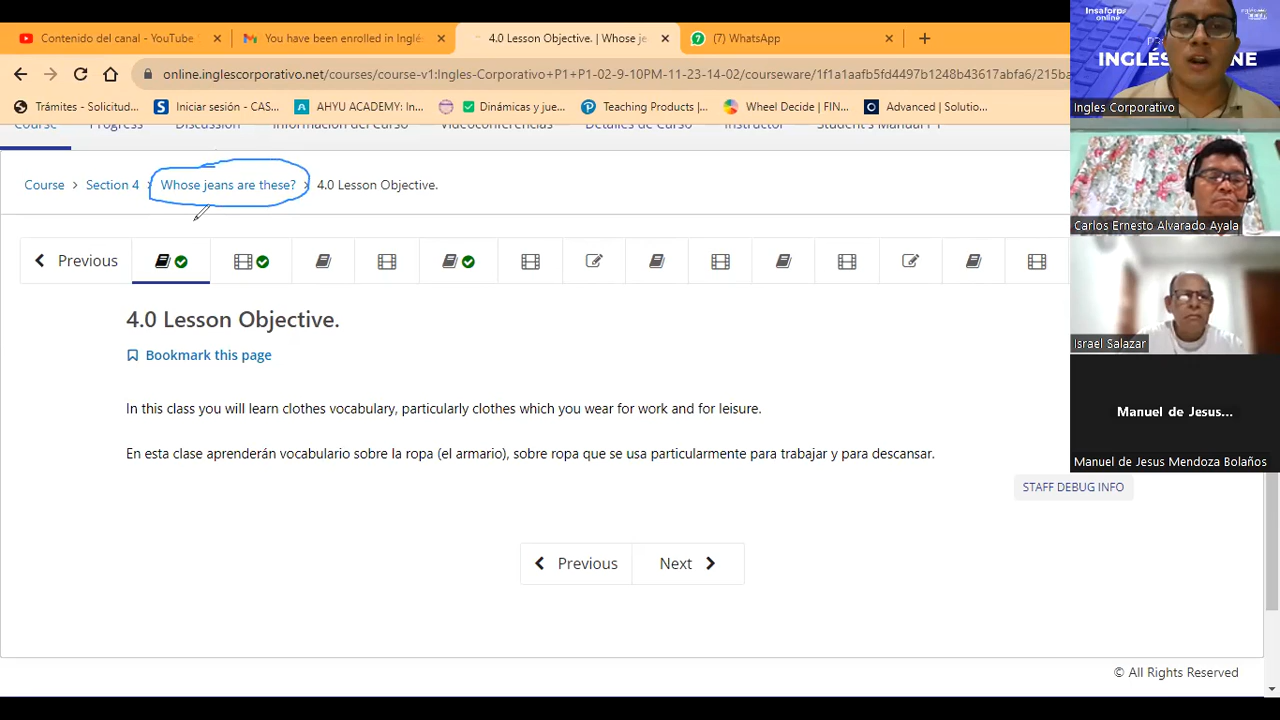 Contenido del canal - YouTube
You have been enrolled in Inglé
4.0 Lesson Objective. | Whose je
(7) WhatsApp
online.inglescorporativo.net/courses/course-v1:Ingles-Corporativo+P1+P1-02-9-10PM-11-23-14-02/courseware/1f1a1aafb5fd4497b1248b43617abfa6/215ba
Trámites - Solicitud...
Iniciar sesión - CAS...
AHYU ACADEMY: In...
Dinámicas y jue...
Teaching Products |...
Wheel Decide | FIN...
Advanced | Solutio...
Course Progress Discussion Información del Curso Videoconferencias Detalles de Curso Instructor Student's Manual P1
Course > Section 4 > Whose jeans are these? > 4.0 Lesson Objective.
Previous
4.0 Lesson Objective.
Bookmark this page
In this class you will learn clothes vocabulary, particularly clothes which you wear for work and for leisure.
En esta clase aprenderán vocabulario sobre la ropa (el armario), sobre ropa que se usa particularmente para trabajar y para descansar.
STAFF DEBUG INFO
Previous
Next
© All Rights Reserved
Insaforp
online
INGLÉS
NE
Ingles Corporativo
Carlos Ernesto Alvarado Ayala
Israel Salazar
Manuel de Jesus...
Manuel de Jesus Mendoza Bolaños